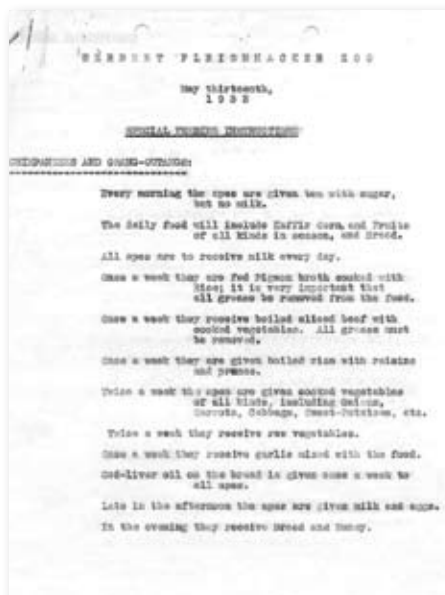 HERBERT FLEISHHACKER ZOO
May thirteenth,
SPECIAL FEEDING INSTRUCTIONS
CHIMPANZEES AND ORANG-OUTANGS:
Every morning the apes are given tea with sugar,
but no milk.
The daily food will include Kaffir corn, and Fruits
of all kinds in season, and Bread.
All apes are to receive milk every day.
Once a week they are fed Pigeon broth cooked with
Rice; it is very important that
all grease be removed from the food.
Once a week they receive boiled sliced beef with
cooked vegetables. All grease must
be removed.
Once a week they are given boiled rice with raisins
and prunes.
Twice a week the apes are given cooked vegetables
of all kinds, including Onions,
Carrots, Cabbage, Sweet-Potatoes, etc.
Twice a week they receive raw vegetables.
Once a week they receive garlic mixed with the food.
Cod-liver oil on the bread is given once a week to
all apes.
Late in the afternoon the apes are given milk and eggs.
In the evening they receive Bread and Honey.